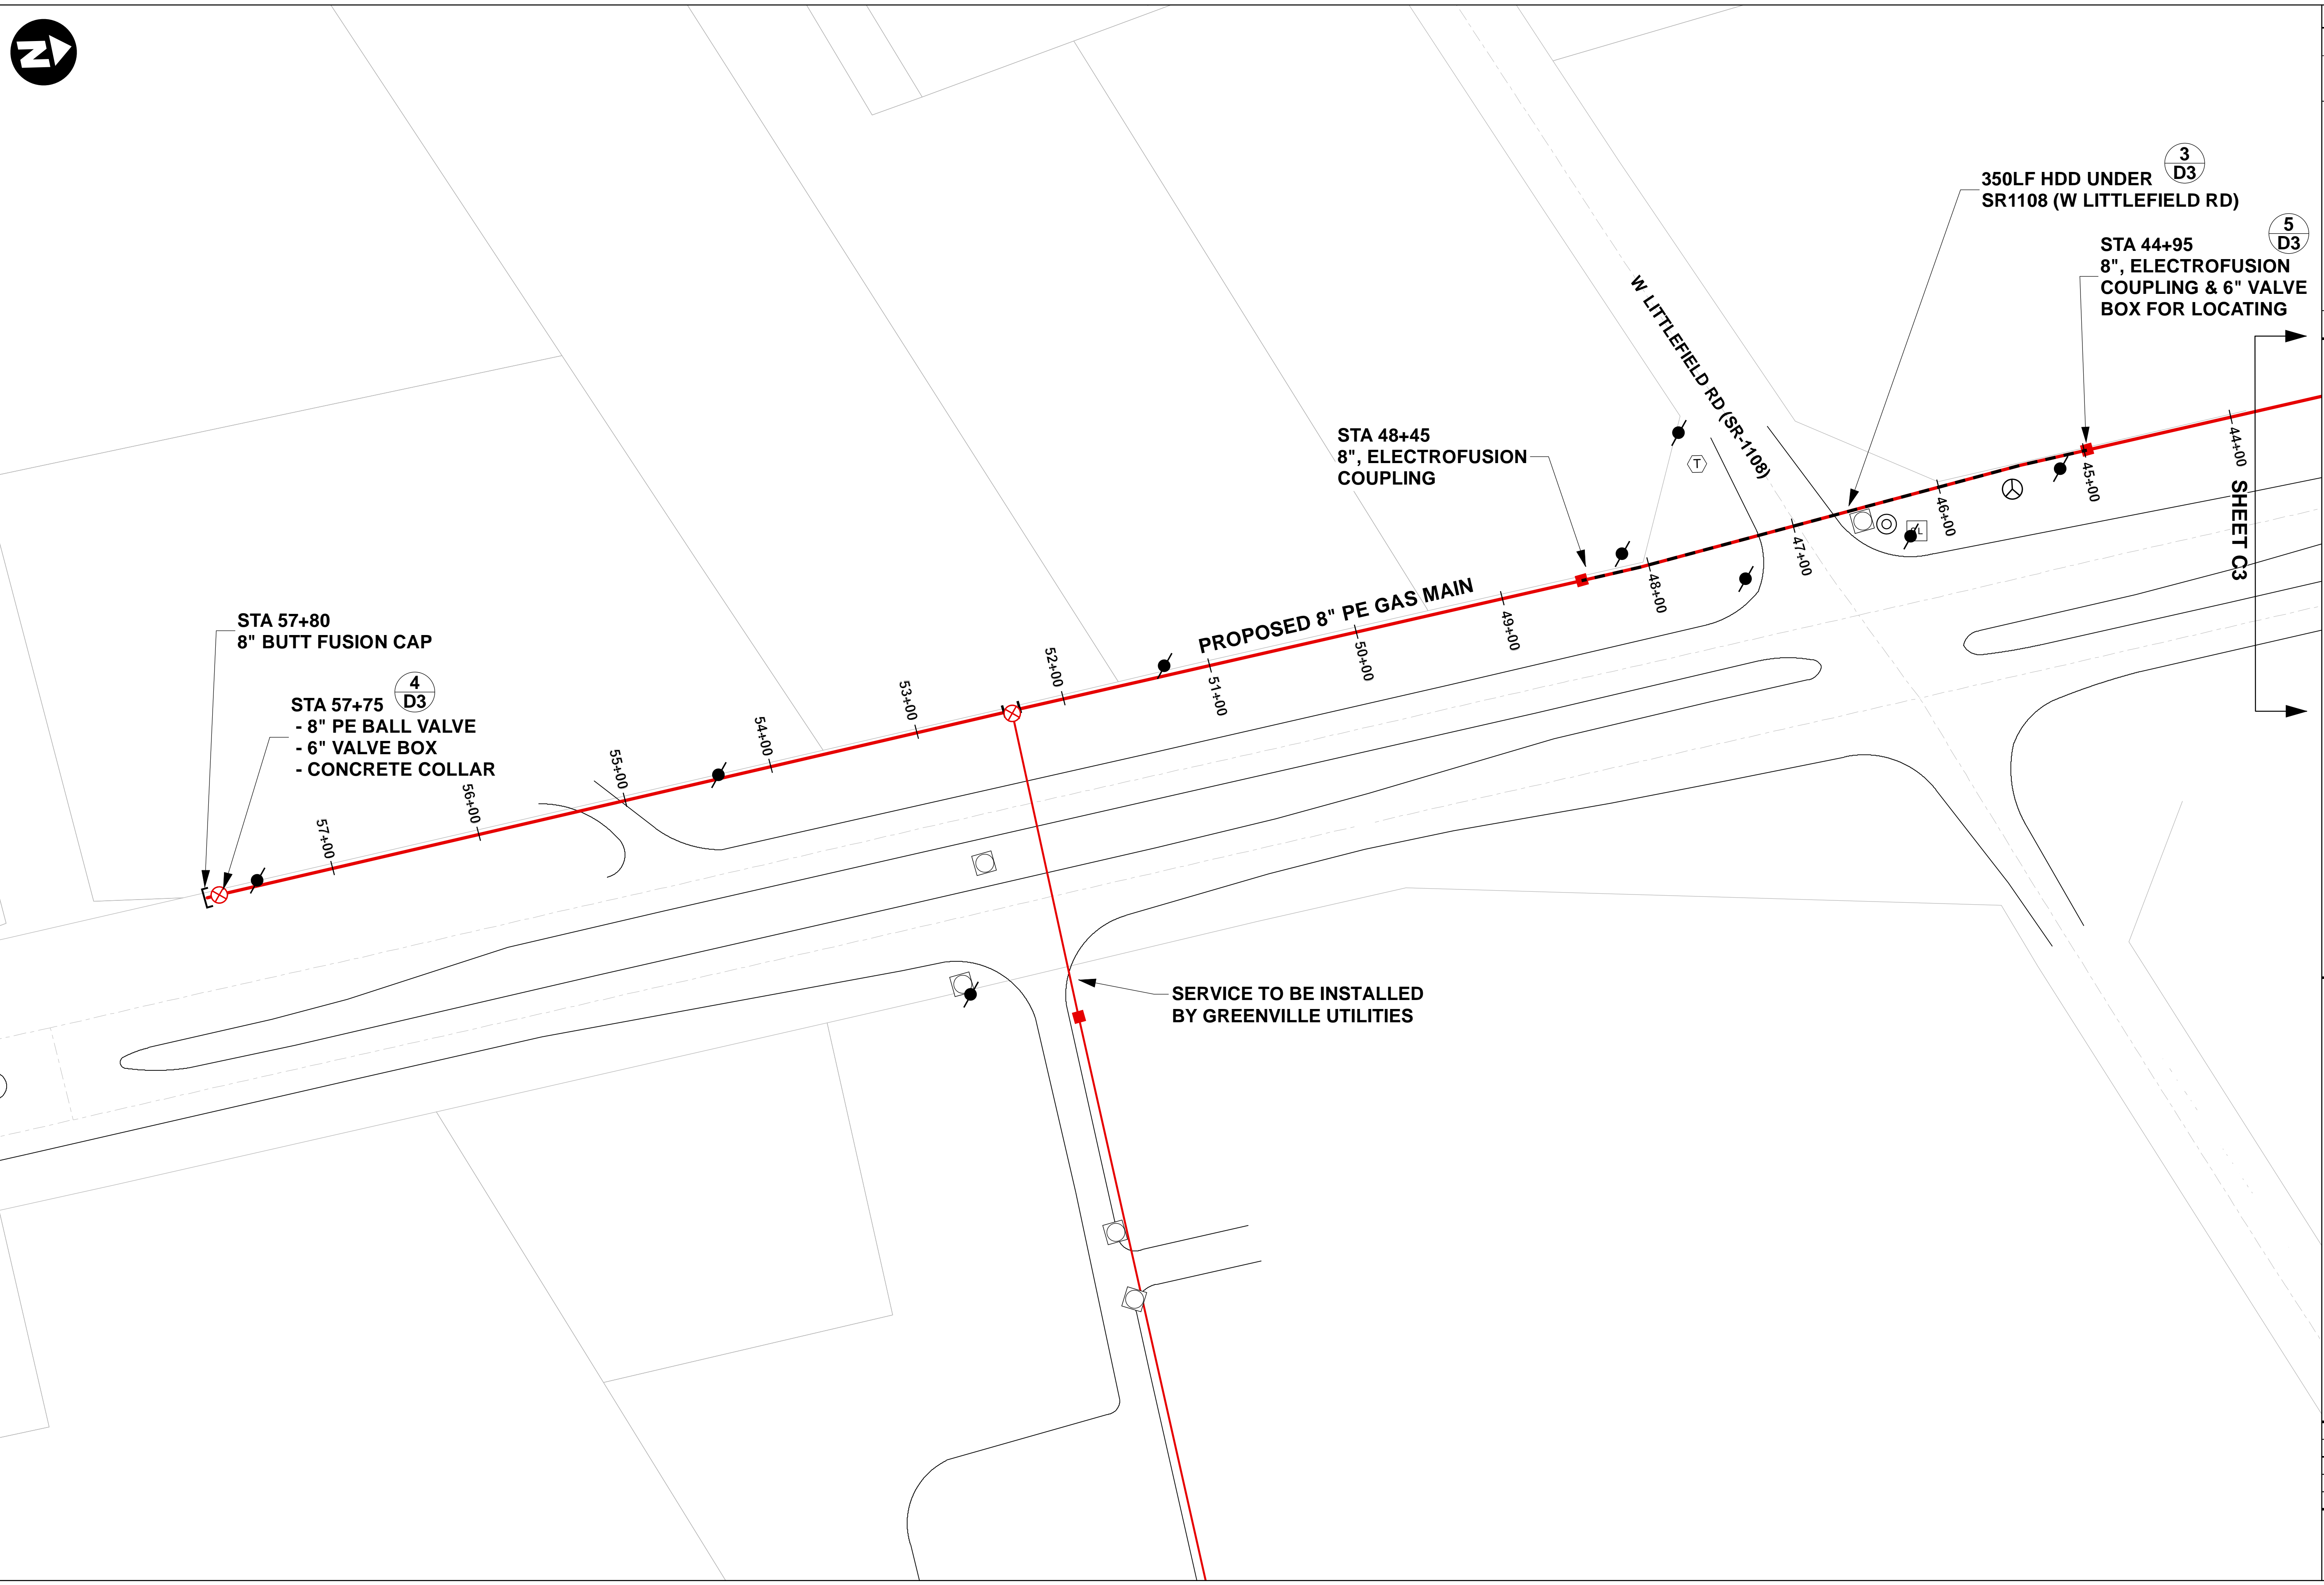 N
3
D3
350LF HDD UNDER
SR1108 (W LITTLEFIELD RD)
5
D3
STA 44+95
8", ELECTROFUSION
COUPLING & 6" VALVE
BOX FOR LOCATING
W LITTLEFIELD RD (SR-1108)
STA 48+45
8", ELECTROFUSION
COUPLING
T
44+00
SHEET C3
45+00
46+00
47+00
48+00
49+00
50+00
51+00
52+00
53+00
54+00
55+00
56+00
57+00
PROPOSED 8" PE GAS MAIN
STA 57+80
8" BUTT FUSION CAP
4
D3
STA 57+75
- 8" PE BALL VALVE
- 6" VALVE BOX
- CONCRETE COLLAR
SERVICE TO BE INSTALLED
BY GREENVILLE UTILITIES